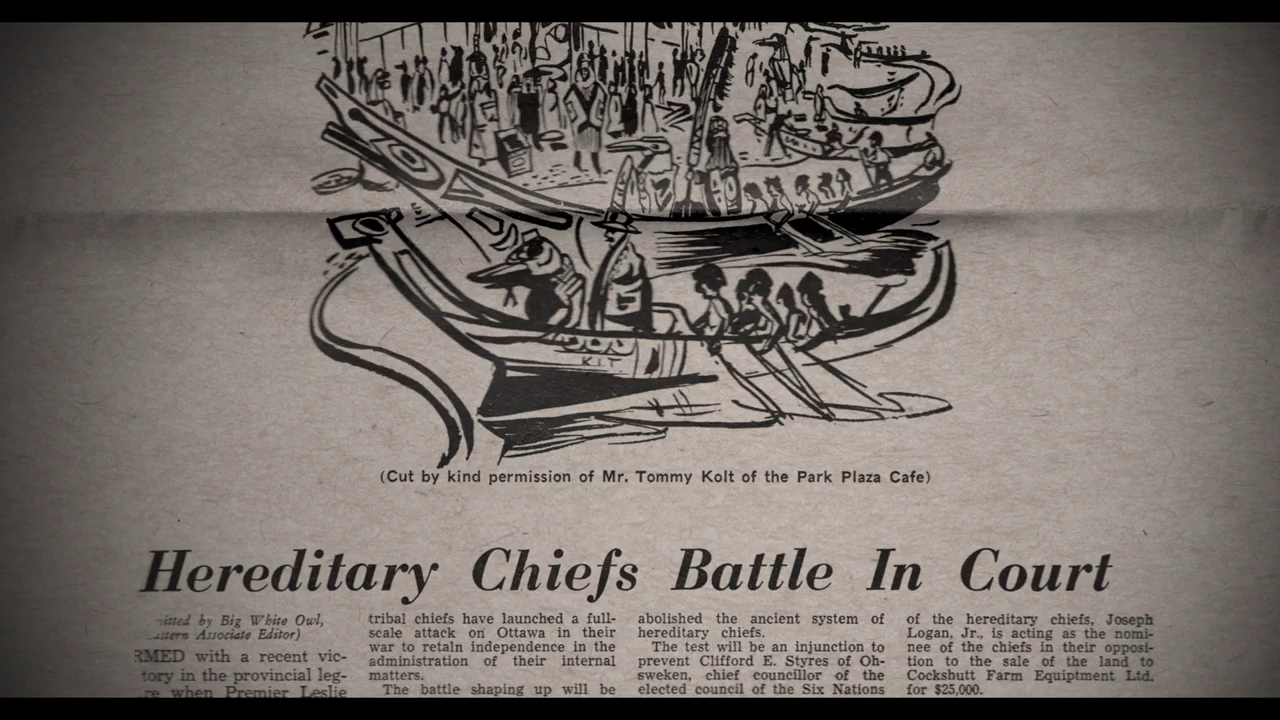 KIT
(Cut by kind permission of Mr. Tommy Kolt of the Park Plaza Cafe)
Hereditary Chiefs Battle In Court
by Big White Owl,
Associate Editor)
with a recent vic-
tory in the provincial leg-
when Premier Leslie
tribal chiefs have launched a full-
scale attack on Ottawa in their
war to retain independence in the
administration of their internal
matters.
The battle shaping up will be
abolished the ancient system of
hereditary chiefs.
The test will be an injunction to
prevent Clifford E. Styres of Oh-
sweken, chief councillor of the
elected council of the Six Nations
of the hereditary chiefs, Joseph
Logan, Jr., is acting as the nomi-
nee of the chiefs in their opposi-
tion to the sale of the land to
Cockshutt Farm Equiptment Ltd.
for $25,000.